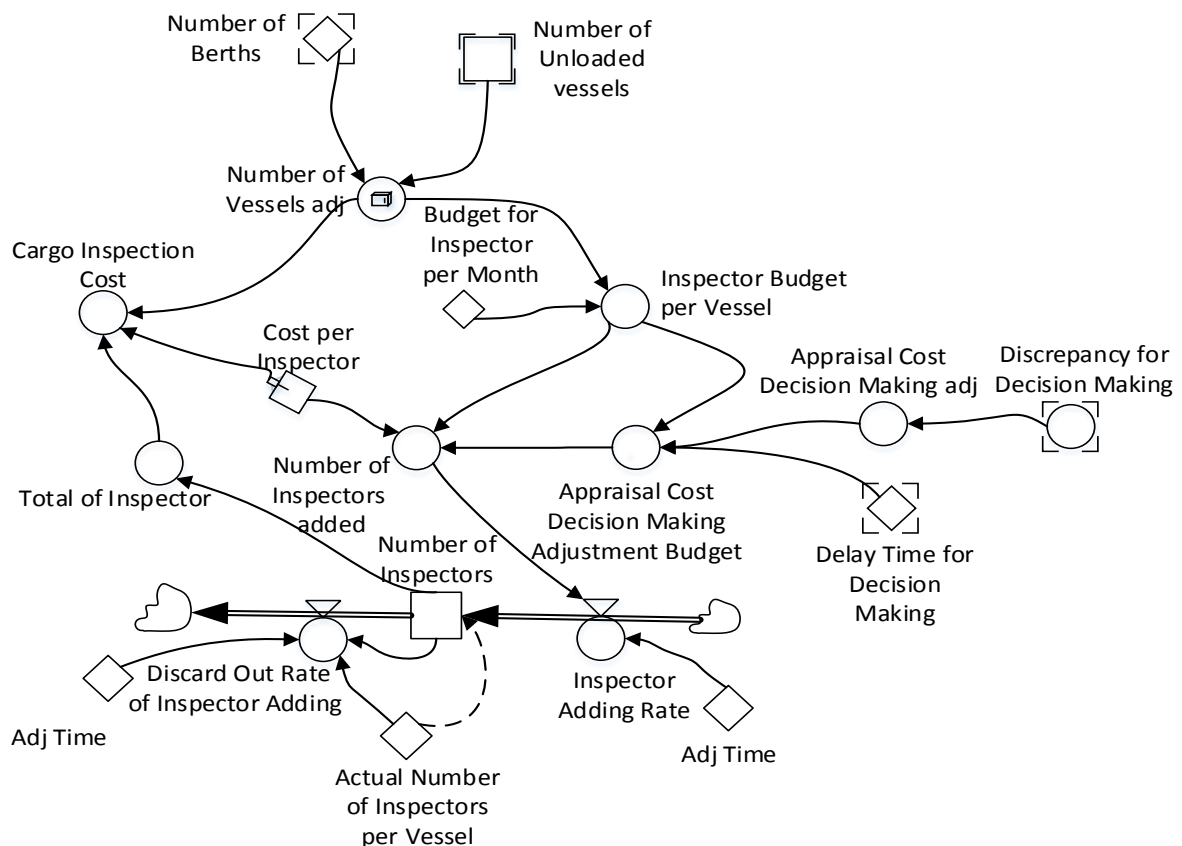 Number of
Berths
Number of
Unloaded
vessels
Number of
Vessels adj
Budget for
Inspector
per Month
Cargo Inspection
Cost
Inspector Budget
per Vessel
Cost per
Inspector
Appraisal Cost
Decision Making adj
Discrepancy for
Decision Making
Total of Inspector
Number of
Inspectors
added
Appraisal Cost
Decision Making
Adjustment Budget
Number of
Inspectors
Delay Time for
Decision
Making
Discard Out Rate
of Inspector Adding
Inspector
Adding Rate
Adj Time
Adj Time
Actual Number
of Inspectors
per Vessel